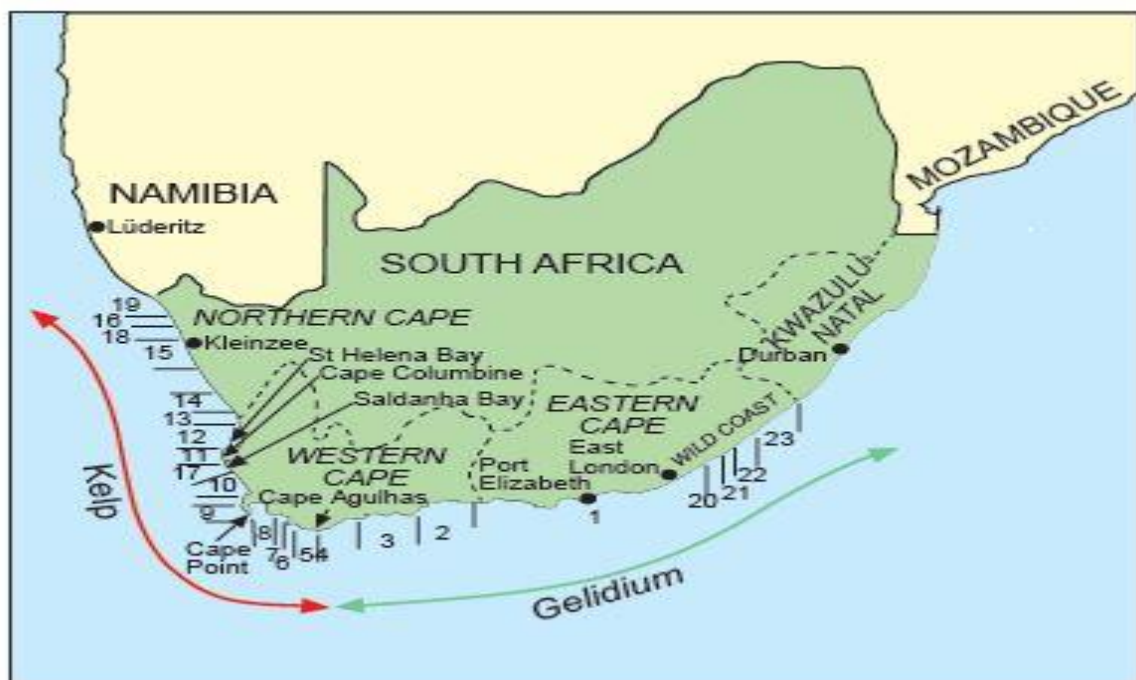 MOZAMBIQUE
NAMIBIA
Lüderitz
SOUTH AFRICA
KWAZULU
NATAL
19
NORTHERN CAPE
16
18
Kleinzee
15
Durban
St Helena Bay
Cape Columbine
Saldanha Bay
14
13
EASTERN
CAPE
12
WILD COAST
11
23
17
WESTERN
CAPE
East
London
Port
Elizabeth
22
10
Cape Agulhas
20
21
9
1
8
2
3
Cape
Point
7
6
54
Kelp
Gelidium